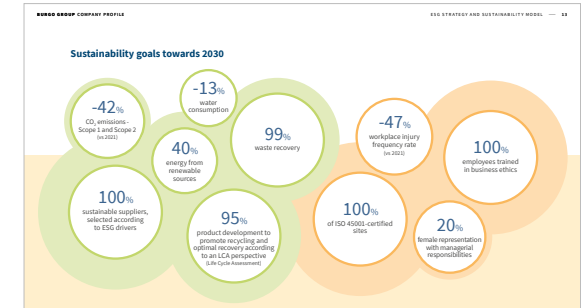 BURGO GROUP COMPANY PROFILE
ESG STRATEGY AND SUSTAINABILITY MODEL — 13
Sustainability goals towards 2030
-42%
CO2 emissions -
Scope 1 and Scope 2
(vs 2021)
-13%
water
consumption
40%
energy from
renewable
sources
99%
waste recovery
100%
sustainable suppliers,
selected according
to ESG drivers
95%
product development to
promote recycling and
optimal recovery according
to an LCA perspective
(Life Cycle Assessment)
-47%
workplace injury
frequency rate
(vs 2021)
100%
employees trained
in business ethics
100%
of ISO 45001-certified
sites
20%
female representation
with managerial
responsibilities